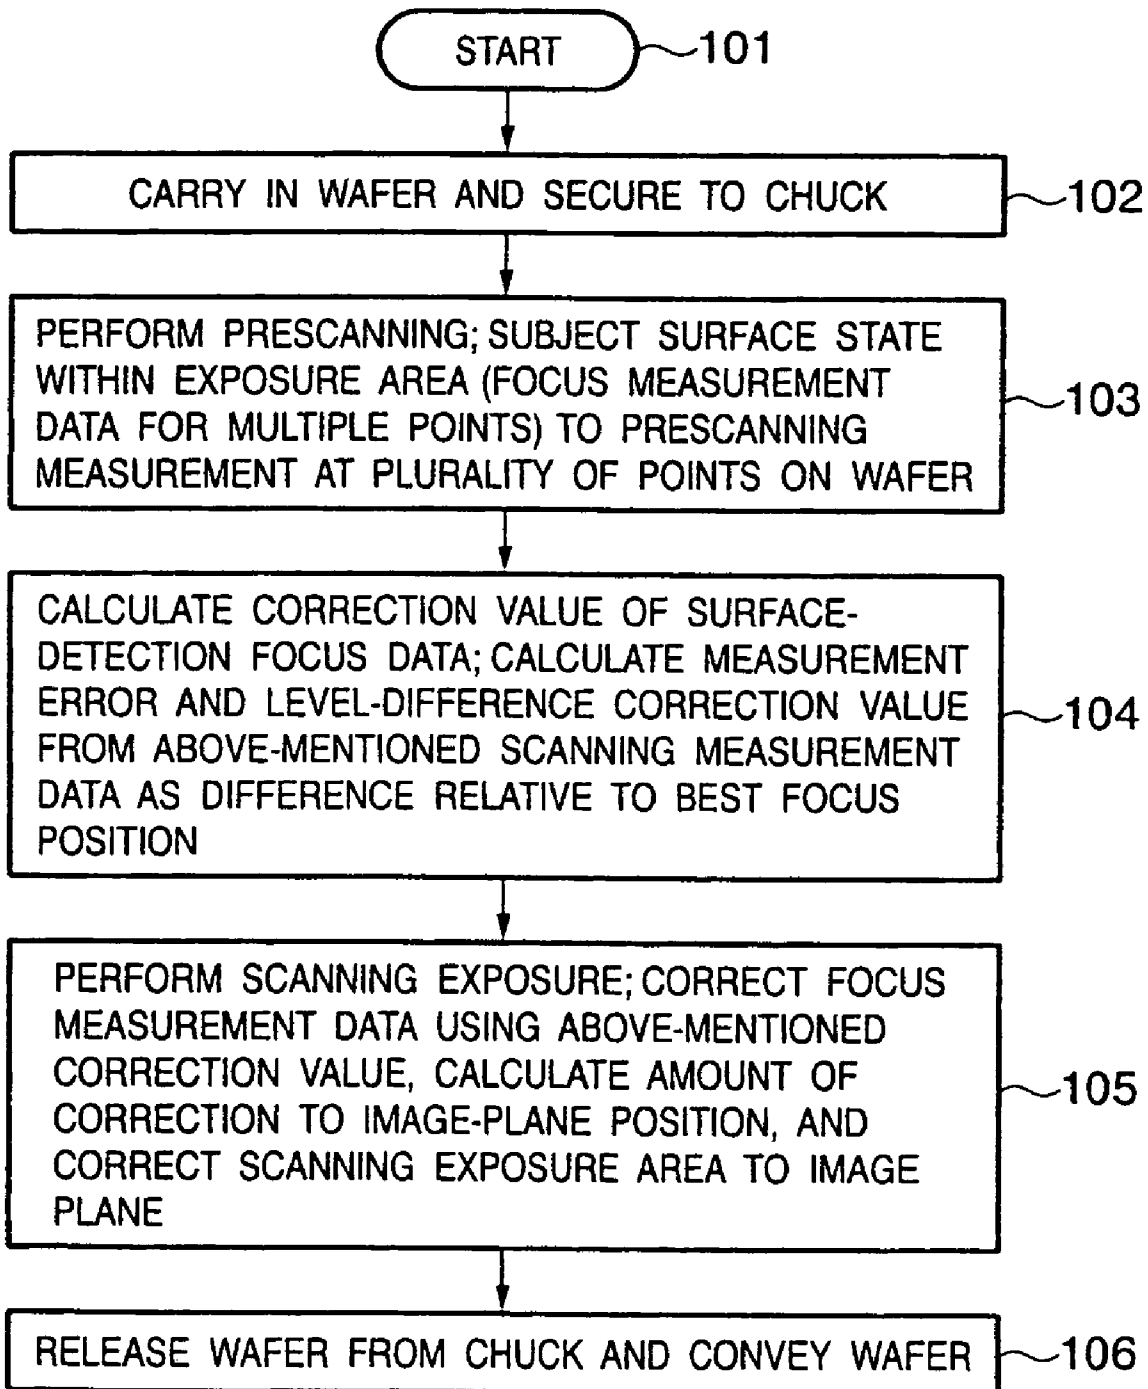 START
101
CARRY IN WAFER AND SECURE TO CHUCK
102
PERFORM PRESCANNING; SUBJECT SURFACE STATE
WITHIN EXPOSURE AREA (FOCUS MEASUREMENT
DATA FOR MULTIPLE POINTS) TO PRESCANNING
MEASUREMENT AT PLURALITY OF POINTS ON WAFER
103
CALCULATE CORRECTION VALUE OF SURFACE-
DETECTION FOCUS DATA; CALCULATE MEASUREMENT
ERROR AND LEVEL-DIFFERENCE CORRECTION VALUE
FROM ABOVE-MENTIONED SCANNING MEASUREMENT
DATA AS DIFFERENCE RELATIVE TO BEST FOCUS
POSITION
104
PERFORM SCANNING EXPOSURE; CORRECT FOCUS
MEASUREMENT DATA USING ABOVE-MENTIONED
CORRECTION VALUE, CALCULATE AMOUNT OF
CORRECTION TO IMAGE-PLANE POSITION, AND
CORRECT SCANNING EXPOSURE AREA TO IMAGE
PLANE
105
RELEASE WAFER FROM CHUCK AND CONVEY WAFER
106